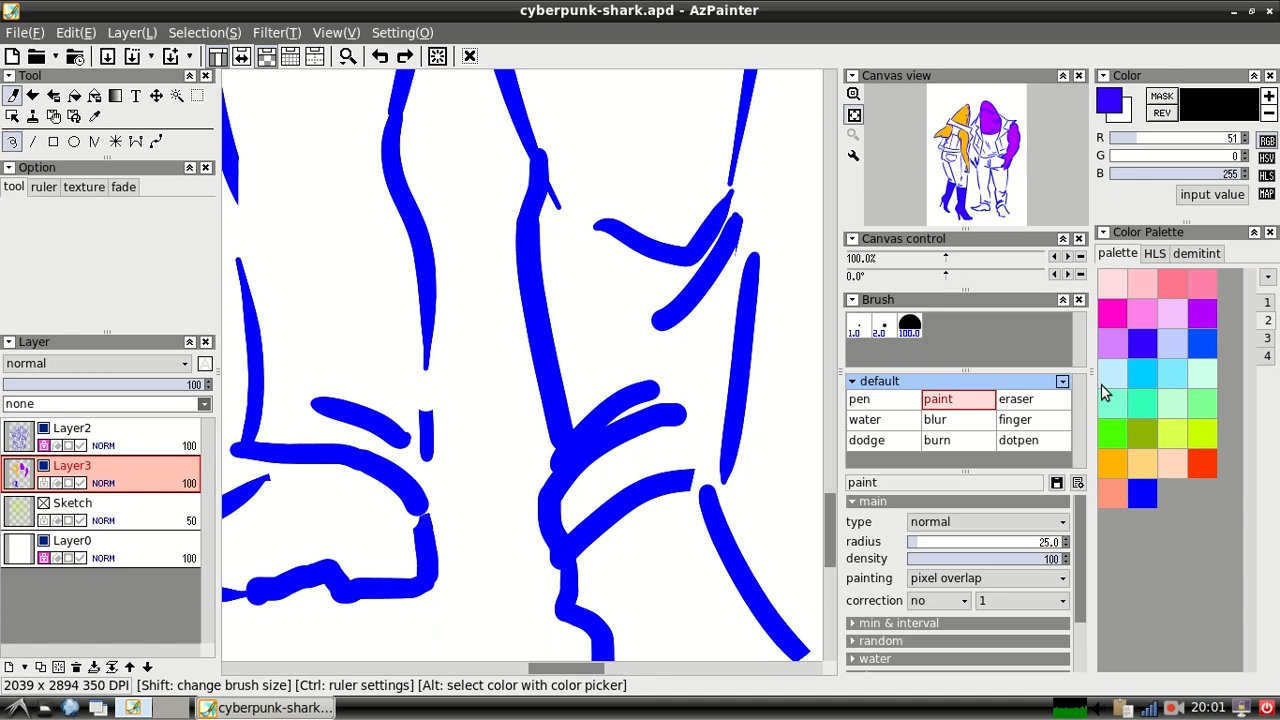 cyberpunk-shark.apd - AzPainter
File(F) Edit(E) Layer(L) Selection(S) Filter(T) View(V) Setting(O)
Tool
Option
tool ruler texture fade
Layer
normal
100
none
Layer2
NORM 100
Layer3
NORM 100
Sketch
NORM 50
Layer0
NORM 100
Canvas view
Canvas control
100.0%
0.0°
Brush
1.0 2.0 100.0
default
pen paint eraser
water blur finger
dodge burn dotpen
paint
main
type normal
radius 25.0
density 100
painting pixel overlap
correction no 1
min & interval
random
water
Color
MASK
REV
R 51
G 0
B 255
input value
RGB
HSV
HLS
MAP
Color Palette
palette HLS demitint
1
2
3
4
2039 x 2894 350 DPI [Shift: change brush size] [Ctrl: ruler settings] [Alt: select color with color picker]
cyberpunk-shark...
20:01